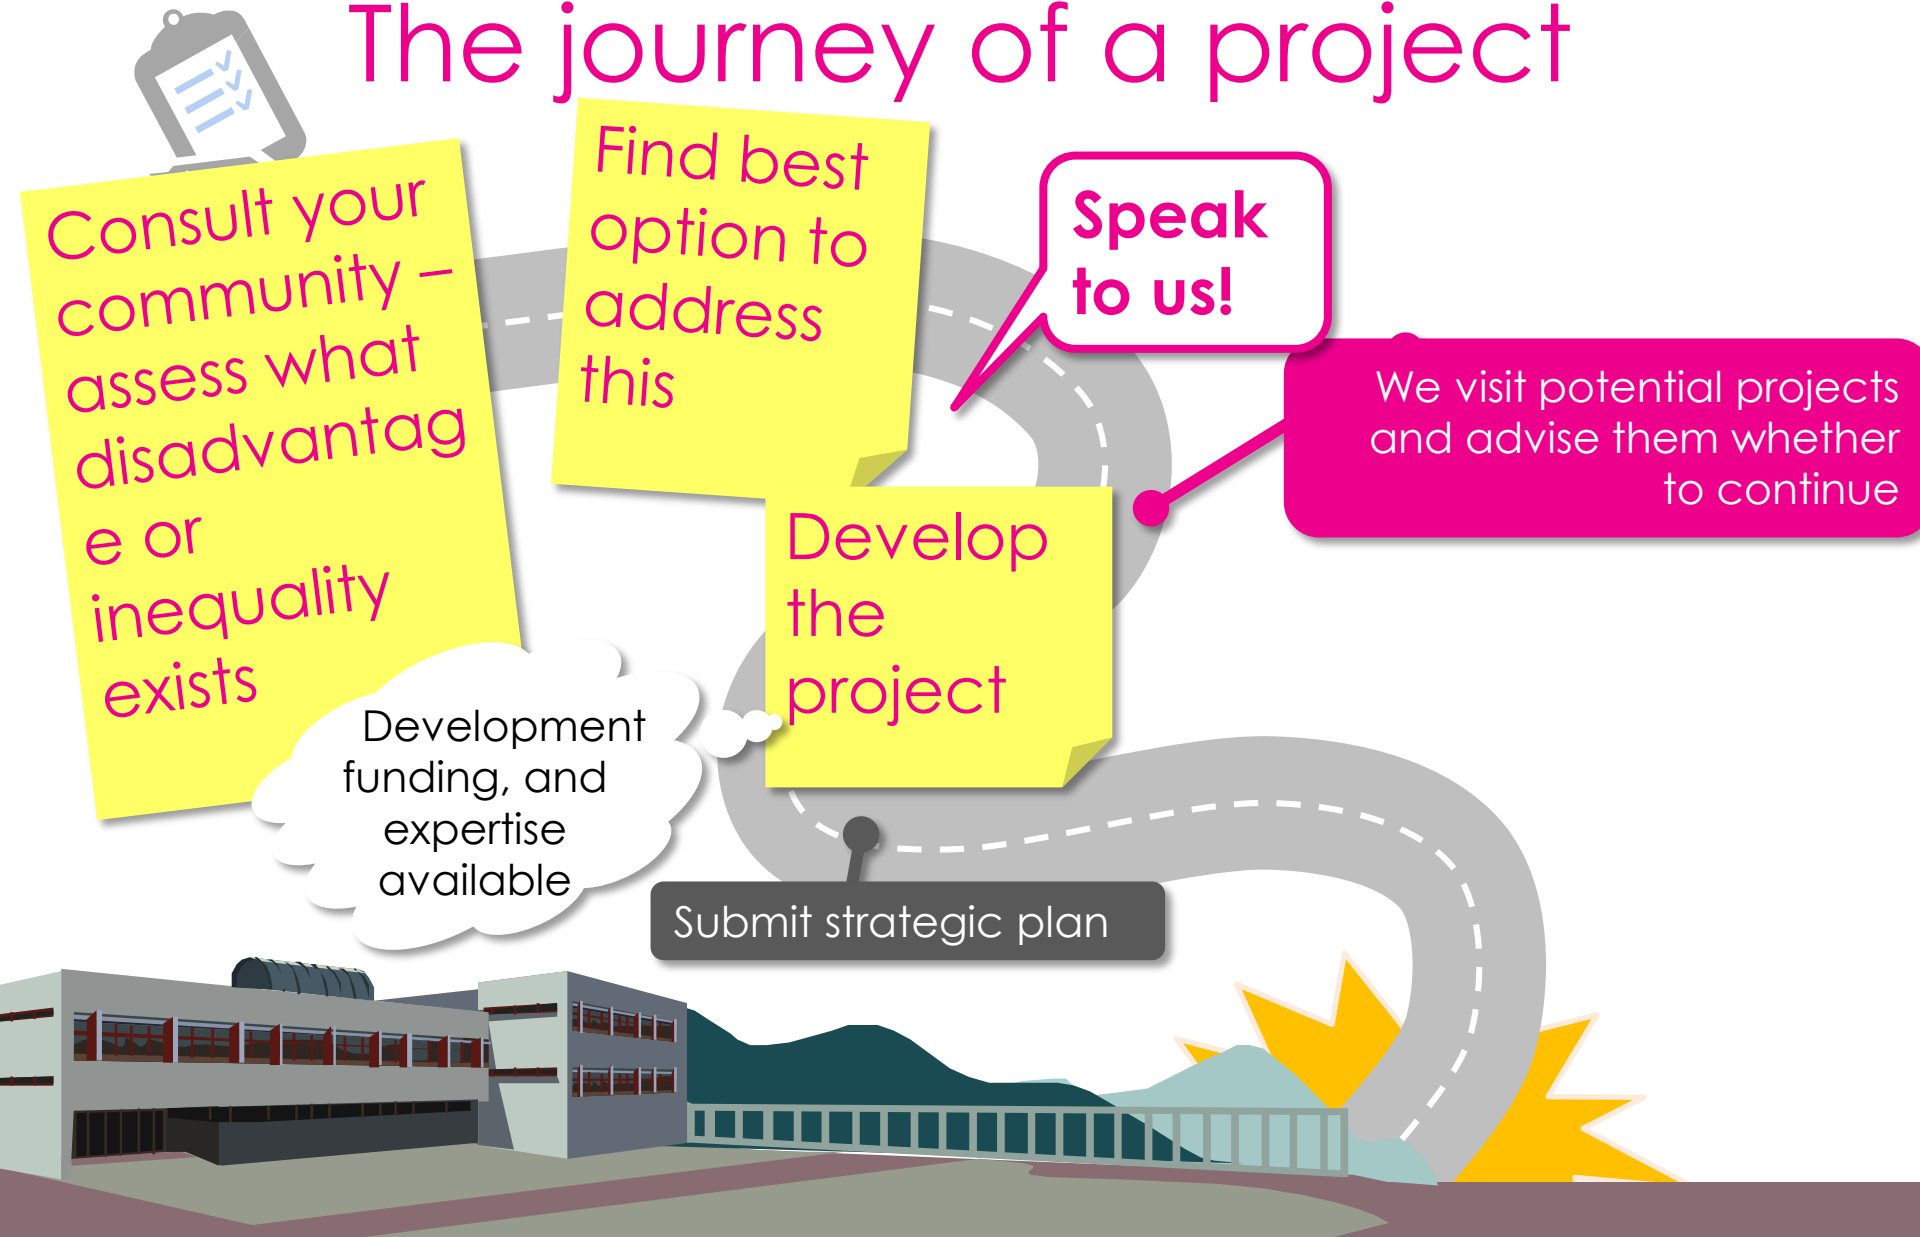 The journey of a project
Consult your
community –
assess what
disadvantag
e or
inequality
exists
Find best
option to
address
this
Speak
to us!
We visit potential projects
and advise them whether
to continue
Develop
the
project
Development
funding, and
expertise
available
Submit strategic plan